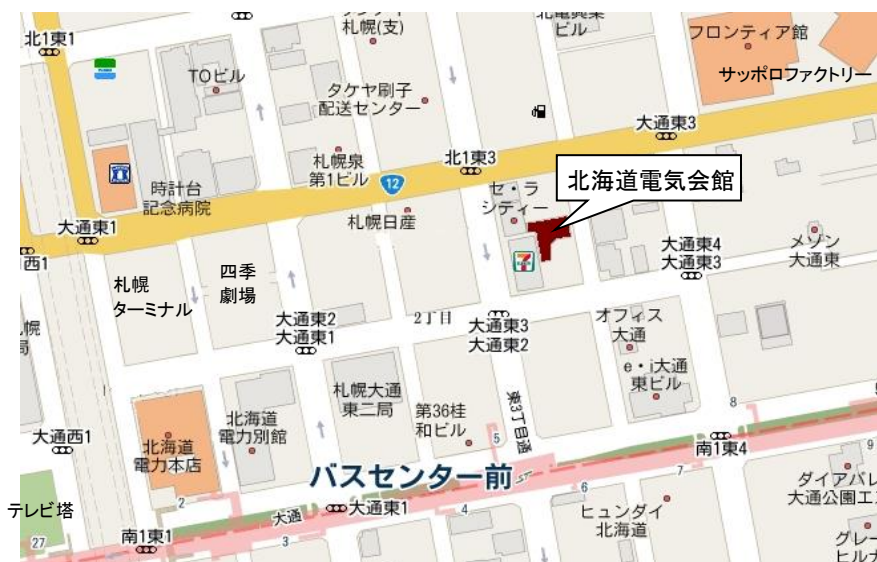 北1東1
札幌(支)
ビル
フロンティア館
サッポロファクトリー
TOビル
タケヤ刷子
配送センター
大通東3
北1東3
札幌泉
第1ビル
12
時計台
記念病院
セ・ラ
シティー
北海道電気会館
札幌日産
大通東1
西1
大通東4
大通東3
メゾン
大通東
札幌
ターミナル
四季
劇場
7
大通東2
大通東1
2丁目
大通東3
大通東2
オフィス
大通
e・i大通
東ビル
札幌大通
東二局
東3丁目通
北海道
電力別館
第36桂
和ビル
5
8
大通西1
北海道
電力本店
南1東4
9
バスセンター前
ダイアパレ
大通公園エ
テレビ塔
2
大通
大通東1
4
6
7
ヒュンダイ
北海道
南1東1
27
3
グレー
ヒルナ